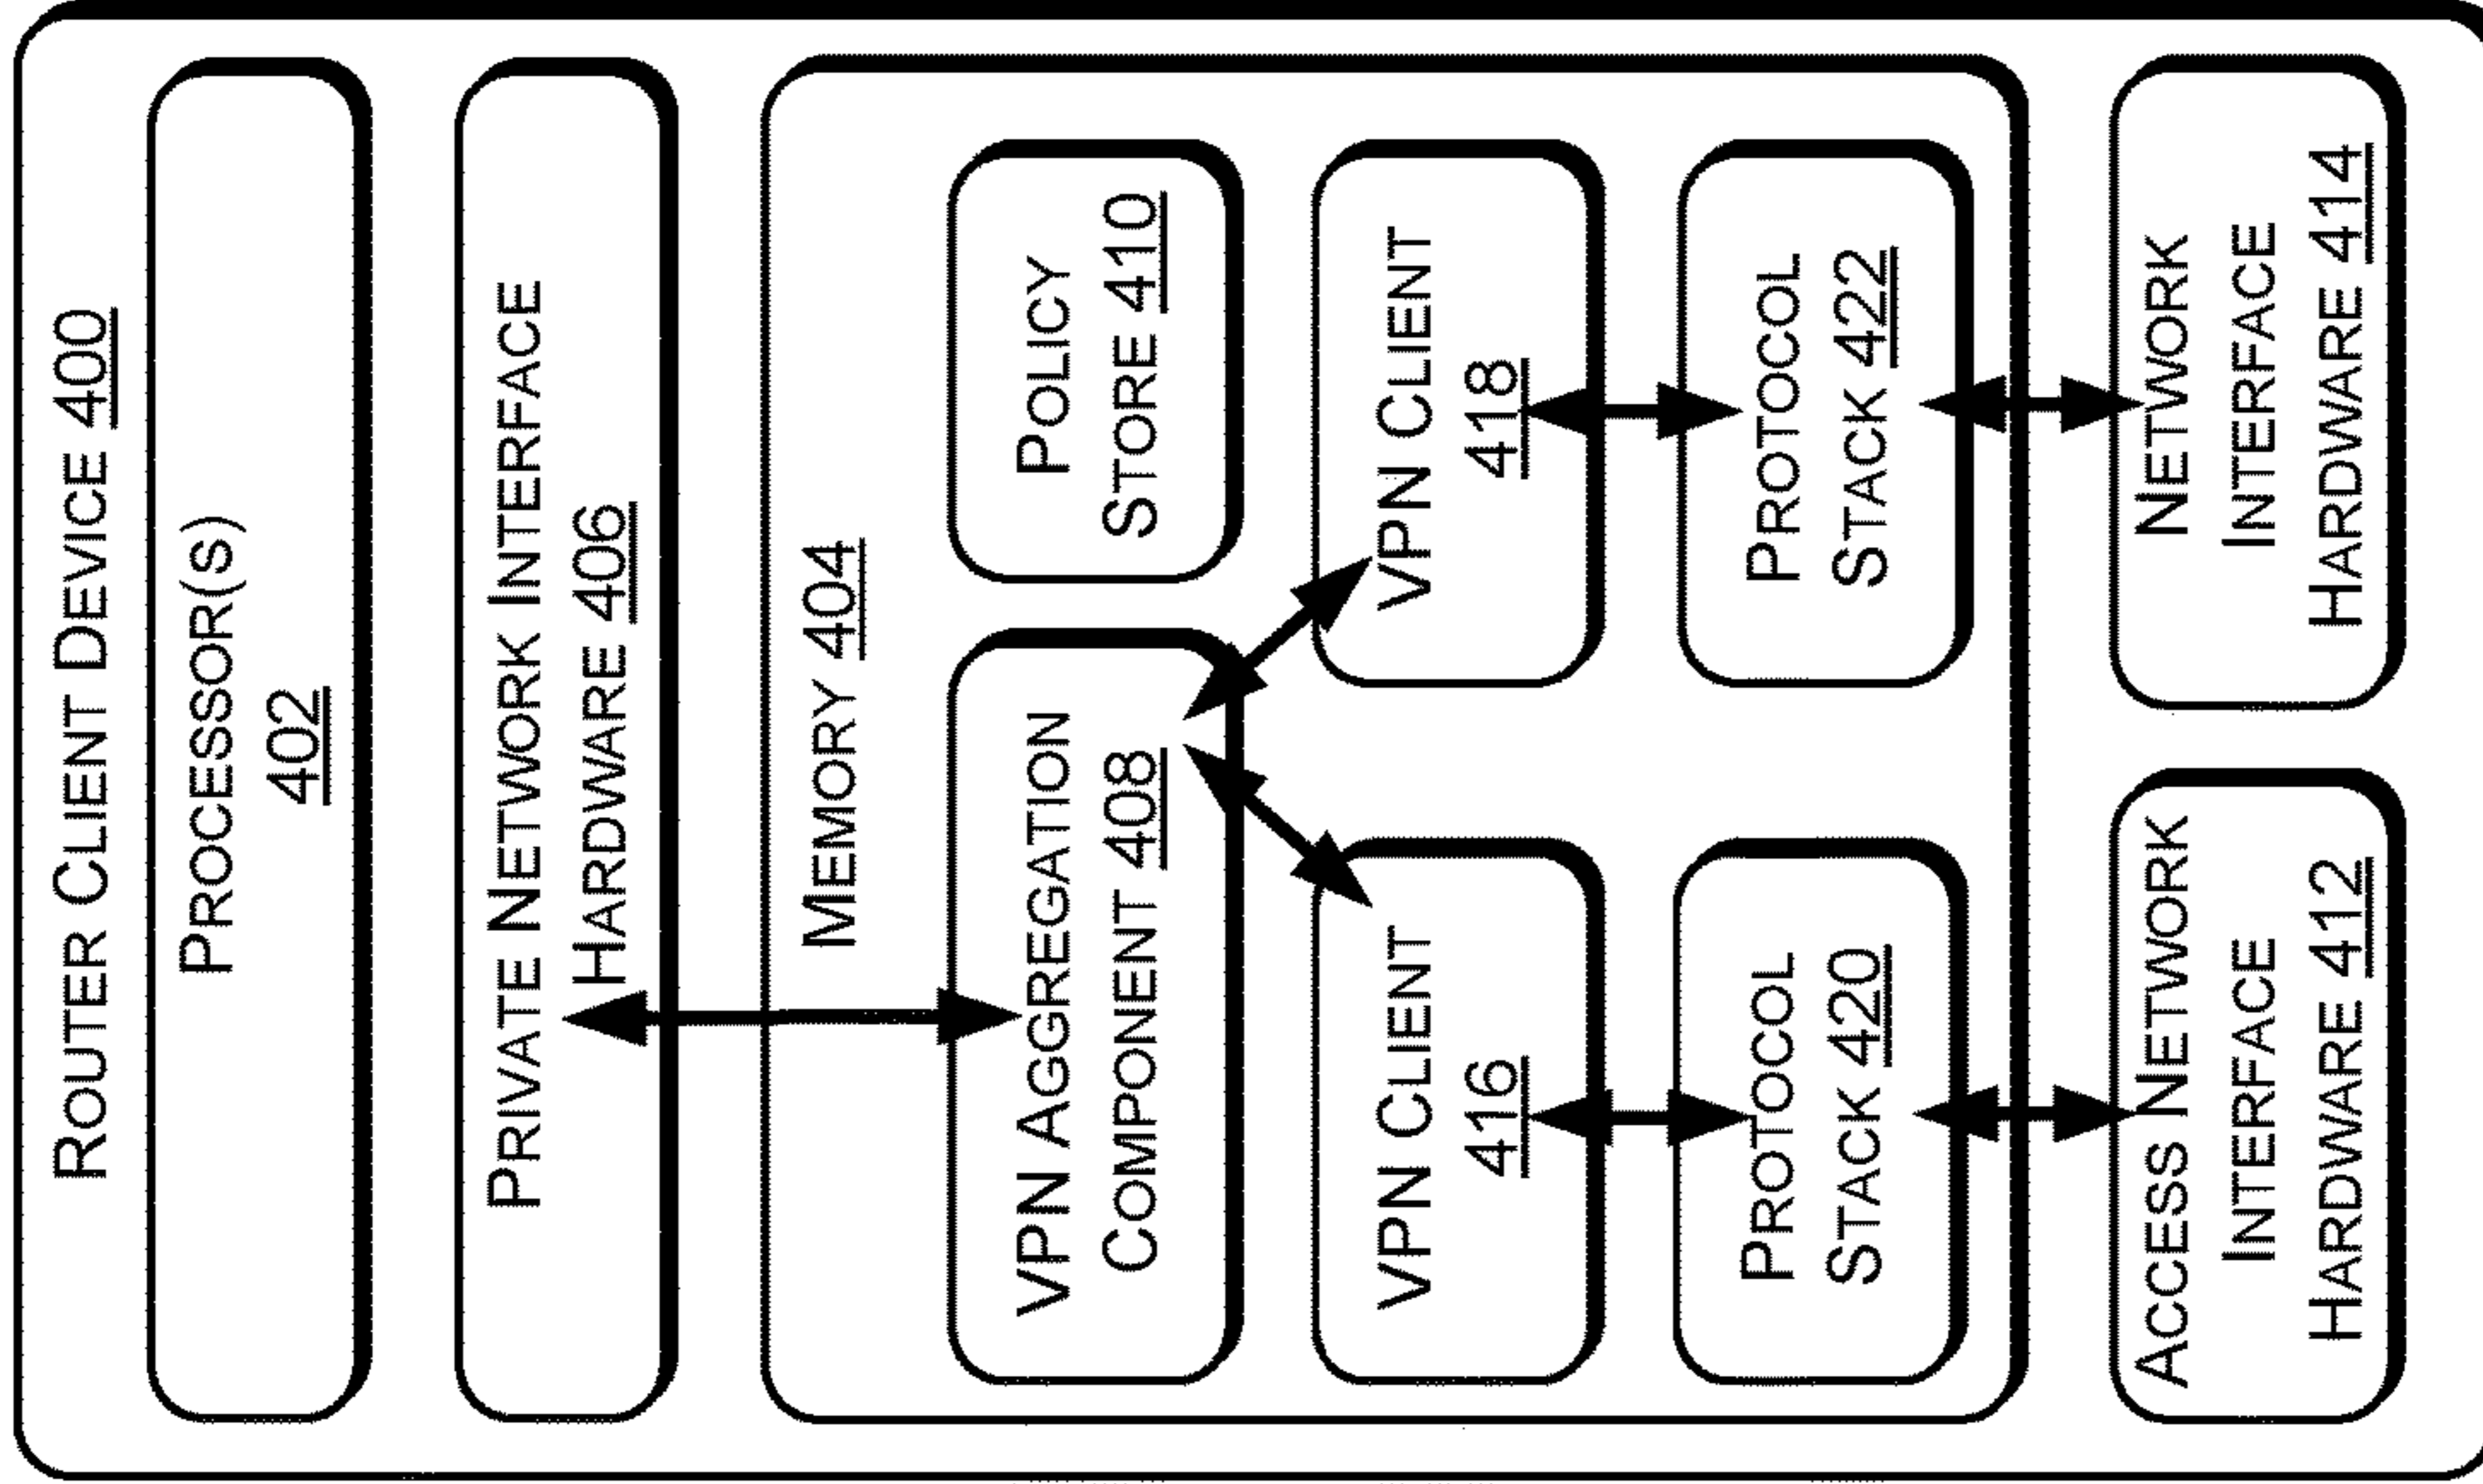 ROUTER CLIENT DEVICE 400
PROCESSOR(S)
402
PRIVATE NETWORK INTERFACE
HARDWARE 406
MEMORY 404
VPN AGGREGATION
COMPONENT 408
POLICY
STORE 410
VPN CLIENT
416
VPN CLIENT
418
PROTOCOL
STACK 420
PROTOCOL
STACK 422
ACCESS NETWORK
INTERFACE
HARDWARE 412
NETWORK
INTERFACE
HARDWARE 414